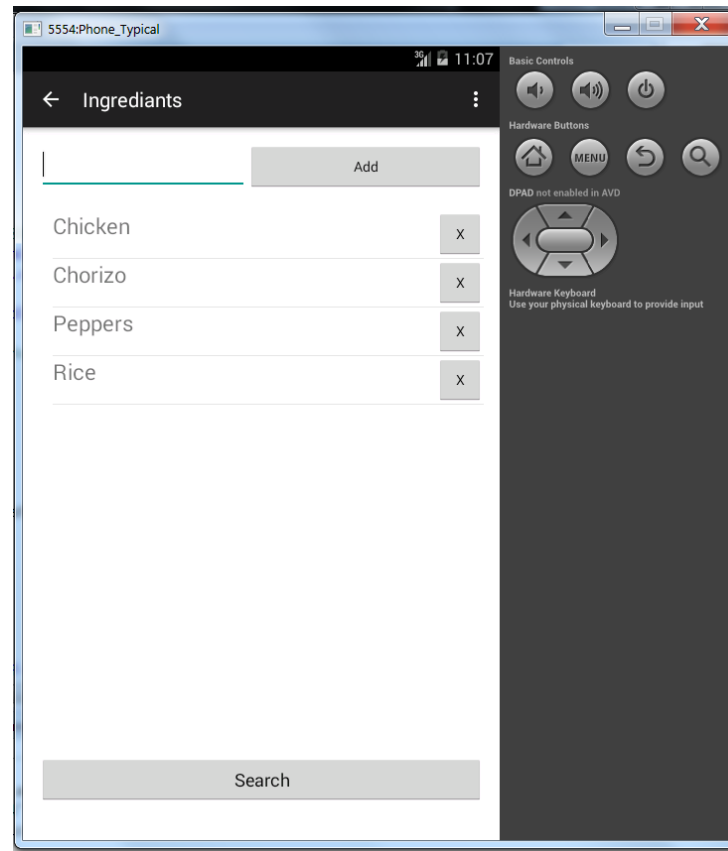 5554:Phone_Typical
3G 11:07
Basic Controls
Ingrediants
Hardware Buttons
MENU
Add
DPAD not enabled in AVD
Chicken X
Chorizo X
Hardware Keyboard
Use your physical keyboard to provide input
Peppers X
Rice X
Search